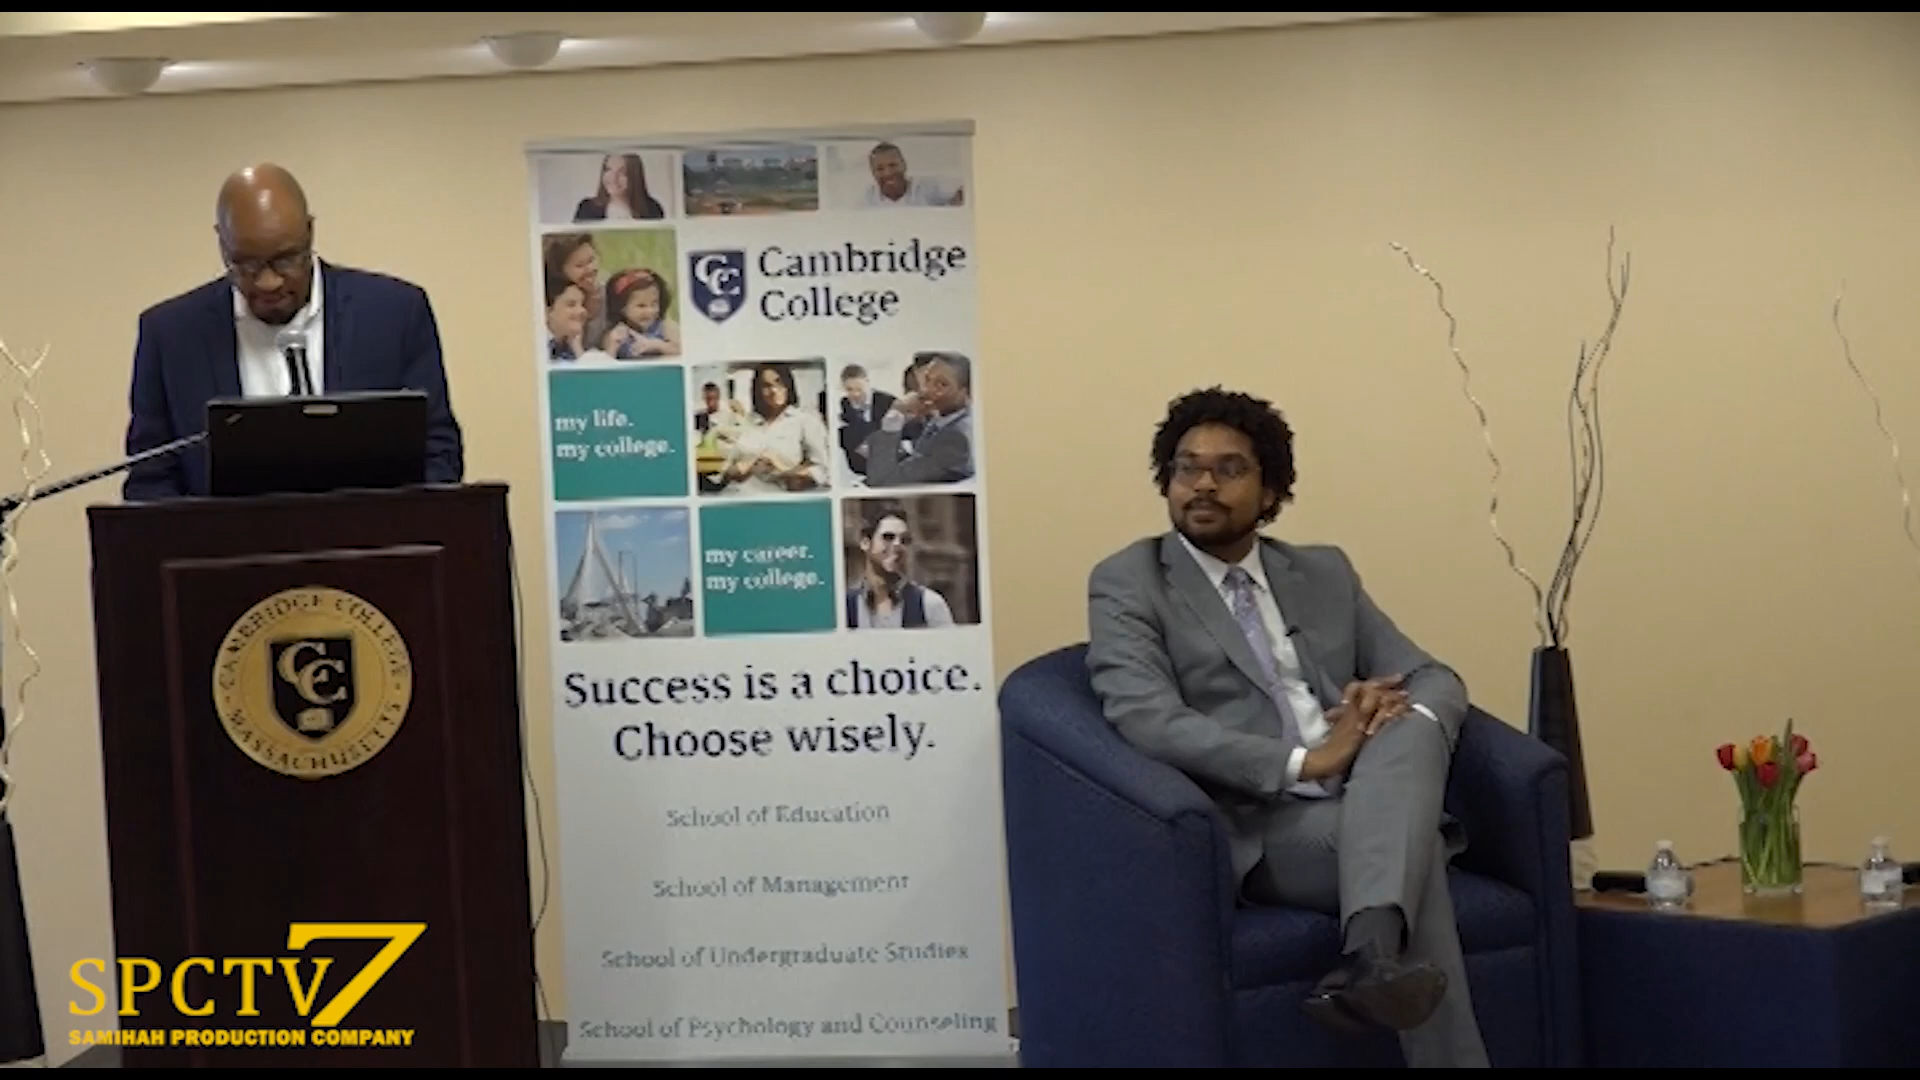 Cambridge
College
my life.
my college.
my career.
my college.
Success is a choice.
Choose wisely.
School of Education
School of Management
School of Undergraduate Studies
School of Psychology and Counseling
CAMBRIDGE COLLEGE
CC
MASSACHUSETTS
SPCTV7
SAMIHAH PRODUCTION COMPANY